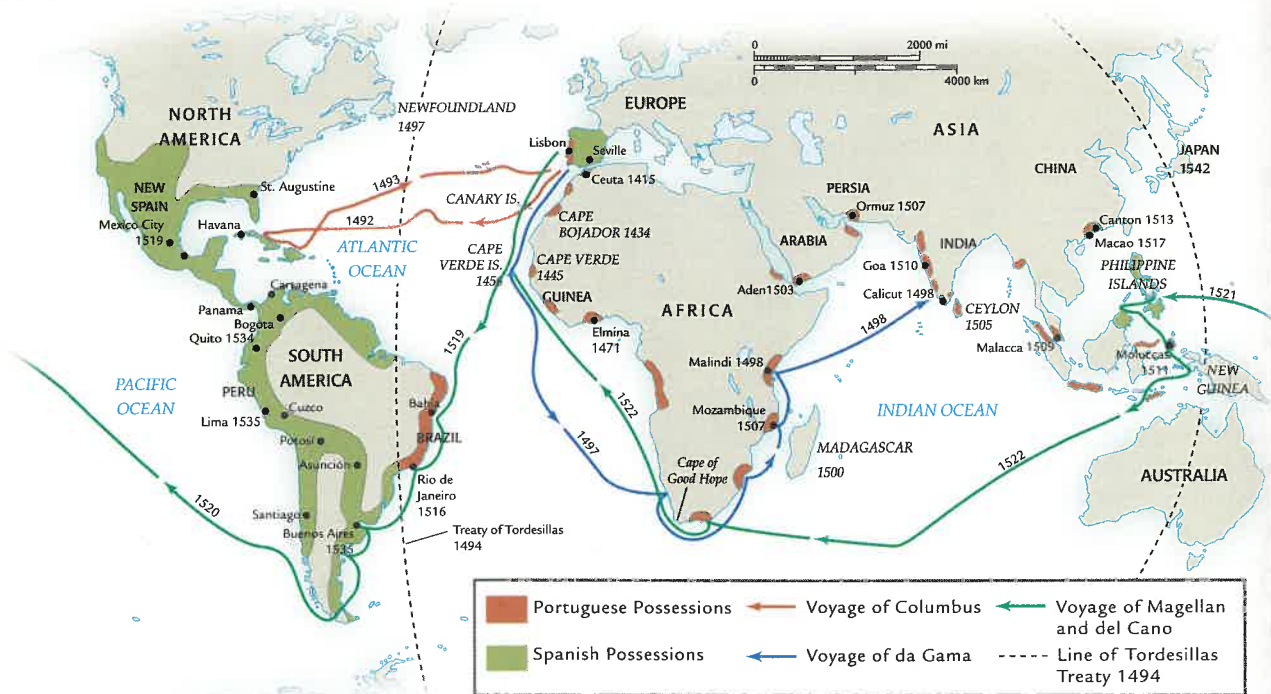 0 2000 mi
0 4000 km
NORTH
AMERICA
NEWFOUNDLAND
1497
EUROPE
ASIA
Lisbon
Seville
Ceuta 1415
CHINA
JAPAN
1542
NEW
SPAIN
St. Augustine
1493
CANARY IS.
PERSIA
Ormuz 1507
Mexico City
1519
Havana
1492
CAPE
BOJADOR 1434
ARABIA
INDIA
Canton 1513
Macao 1517
ATLANTIC
OCEAN
CAPE
VERDE IS.
1456
CAPE VERDE
1445
Goa 1510
PHILIPPINE
ISLANDS
Cartagena
Panama
Bogota
Quito 1534
GUINEA
Elmina
1471
AFRICA
Aden1503
Calicut 1498
CEYLON
1505
1521
1498
Malacca 1509
Moluccas
1511
NEW
GUINEA
SOUTH
AMERICA
1519
Malindi 1498
PACIFIC
OCEAN
PERU
Cuzco
Lima 1535
Bahia
BRAZIL
1522
Mozambique
1507
INDIAN OCEAN
Potosí
Asunción
1497
Cape of
Good Hope
MADAGASCAR
1500
1522
AUSTRALIA
Rio de
Janeiro
1516
1520
Santiago
Buenos Aires
1535
Treaty of Tordesillas
1494
Portuguese Possessions
Voyage of Columbus
Voyage of Magellan
and del Cano
Spanish Possessions
Voyage of da Gama
Line of Tordesillas
Treaty 1494